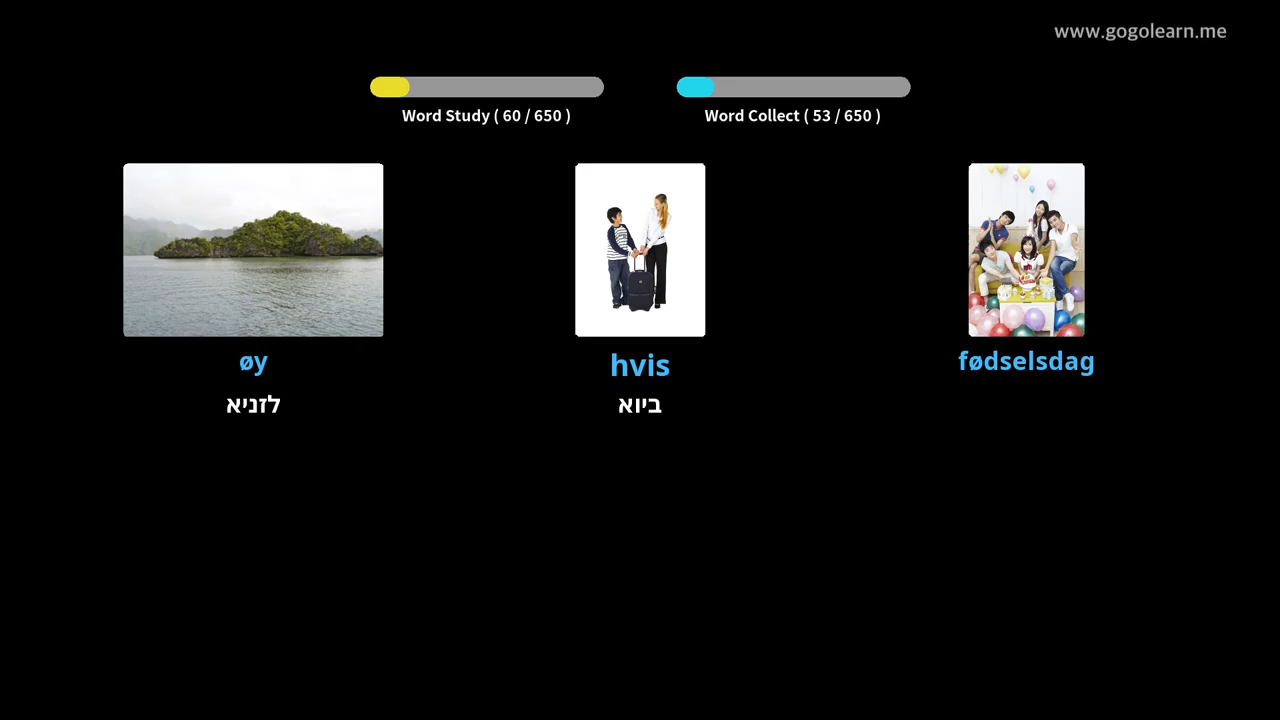 www.gogolearn.me
Word Study ( 60 / 650 )
Word Collect ( 53 / 650 )
øy
hvis
fødselsdag
לזניא
ביוא